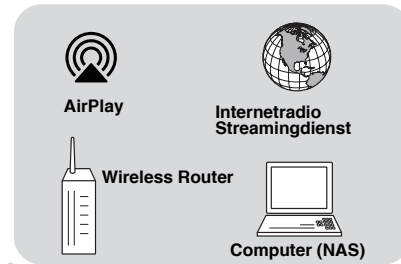 AirPlay
Internetradio
Streamingdienst
Wireless Router
Computer (NAS)